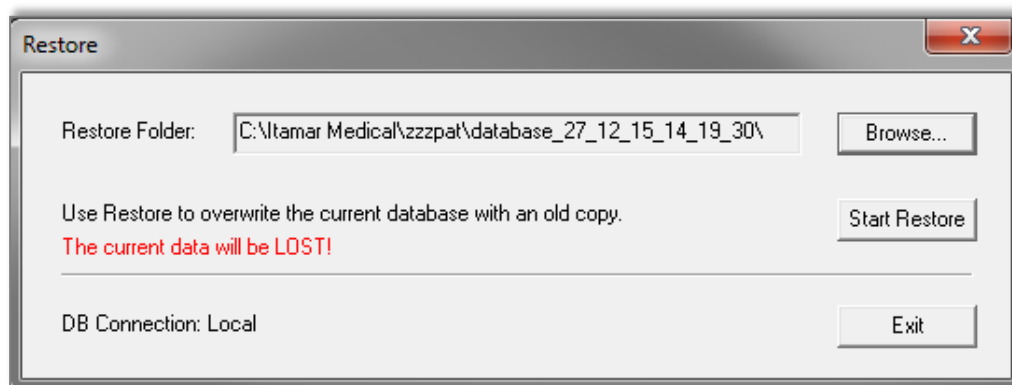 Restore
Restore Folder: C:\Itamar Medical\zzzpat\database_27_12_15_14_19_30\ Browse...
Use Restore to overwrite the current database with an old copy. Start Restore
The current data will be LOST!
DB Connection: Local Exit